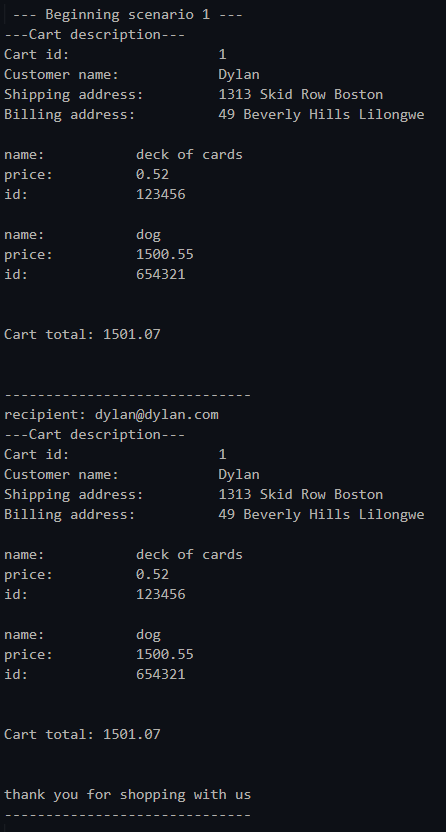 --- Beginning scenario 1 ---
---Cart description---
Cart id: 1
Customer name: Dylan
Shipping address: 1313 Skid Row Boston
Billing address: 49 Beverly Hills Lilongwe
name: deck of cards
price: 0.52
id: 123456
name: dog
price: 1500.55
id: 654321
Cart total: 1501.07
------------------------------
recipient: dylan@dylan.com
---Cart description---
Cart id: 1
Customer name: Dylan
Shipping address: 1313 Skid Row Boston
Billing address: 49 Beverly Hills Lilongwe
name: deck of cards
price: 0.52
id: 123456
name: dog
price: 1500.55
id: 654321
Cart total: 1501.07
thank you for shopping with us
------------------------------